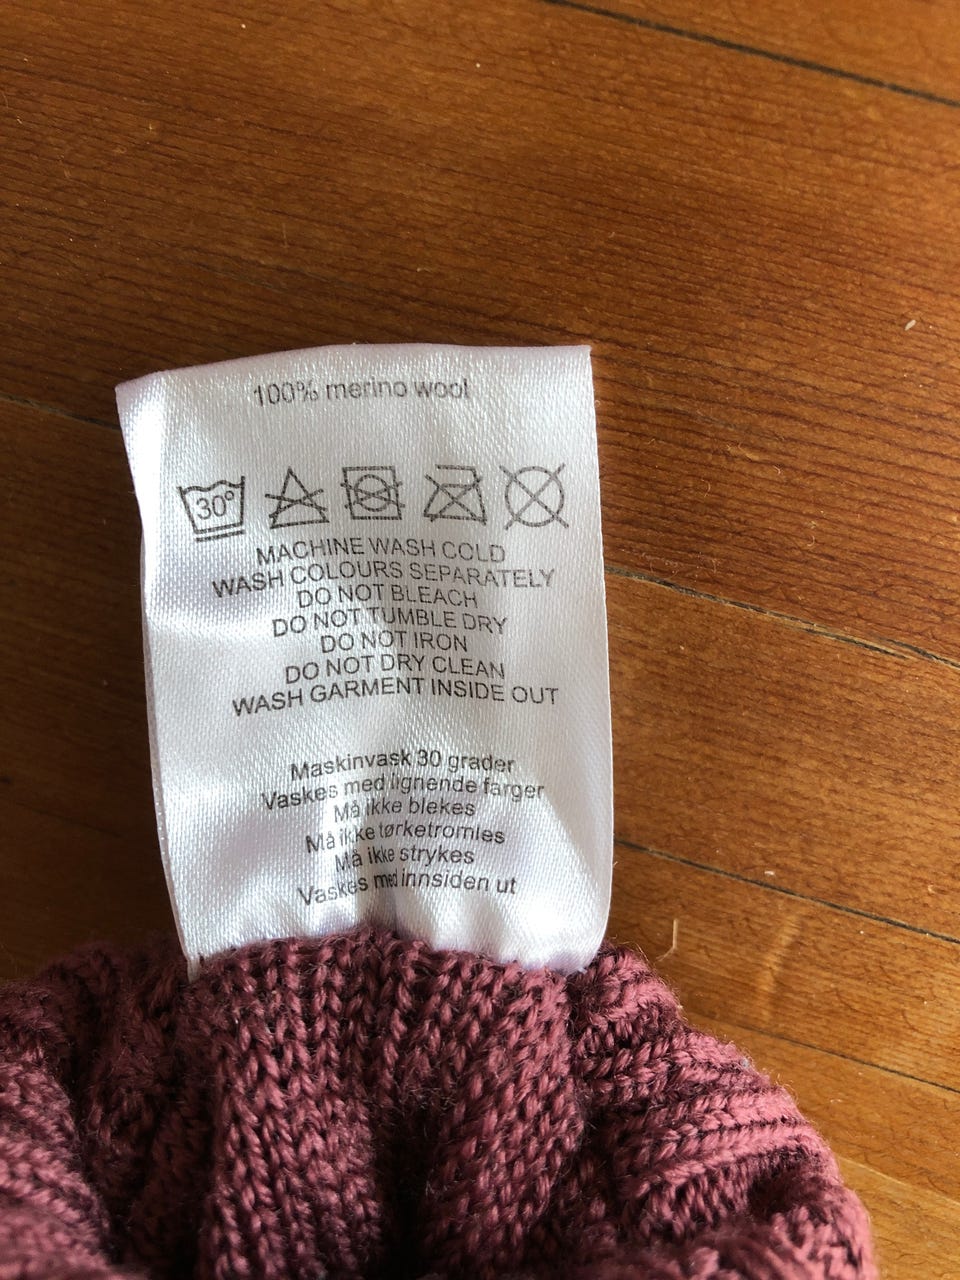 100% merino wool
30°
MACHINE WASH COLD
WASH COLOURS SEPARATELY
DO NOT BLEACH
DO NOT TUMBLE DRY
DO NOT IRON
DO NOT DRY CLEAN
WASH GARMENT INSIDE OUT
Maskinvask 30 grader
Vaskes med lignende farger
Må ikke blekes
Må ikke tørketromles
Må ikke strykes
Vaskes med innsiden ut